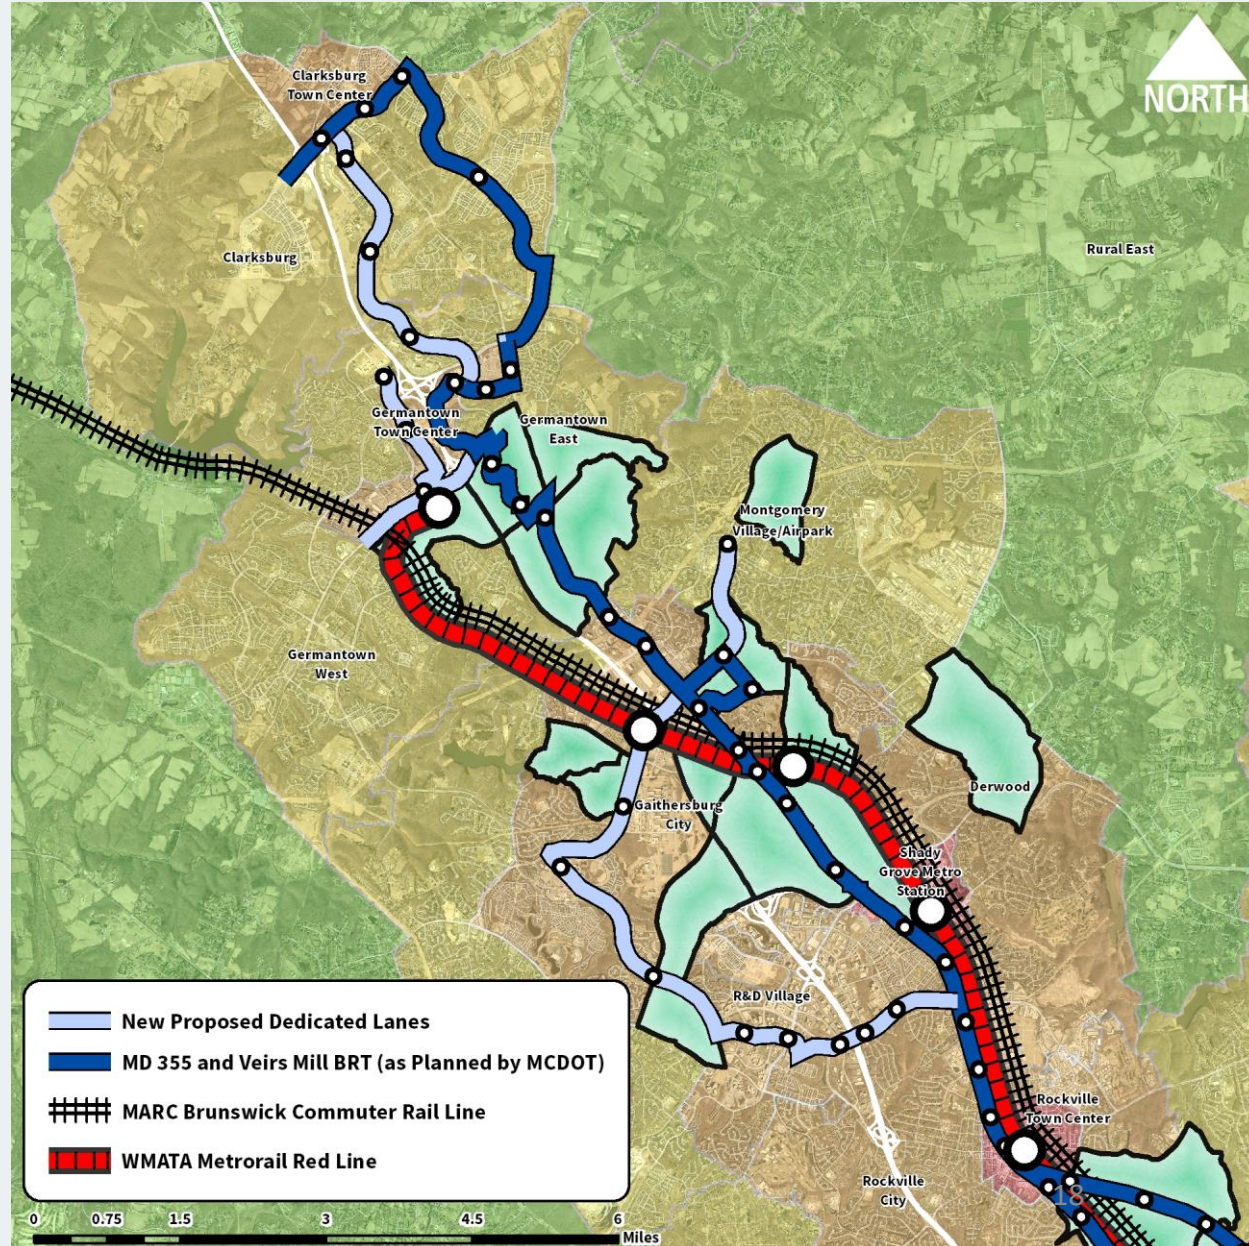 NORTH
Clarksburg
Town Center
Rural East
Clarksburg
Germantown
Town Center
Germantown
East
Montgomery
Village/Airpark
Germantown
West
Derwood
Gaithersburg
City
Shady
Grove Metro
Station
R&D Village
Rockville
Town Center
Rockville
City
18
New Proposed Dedicated Lanes
MD 355 and Veirs Mill BRT (as Planned by MCDOT)
MARC Brunswick Commuter Rail Line
WMATA Metrorail Red Line
0 0.75 1.5 3 4.5 6
Miles